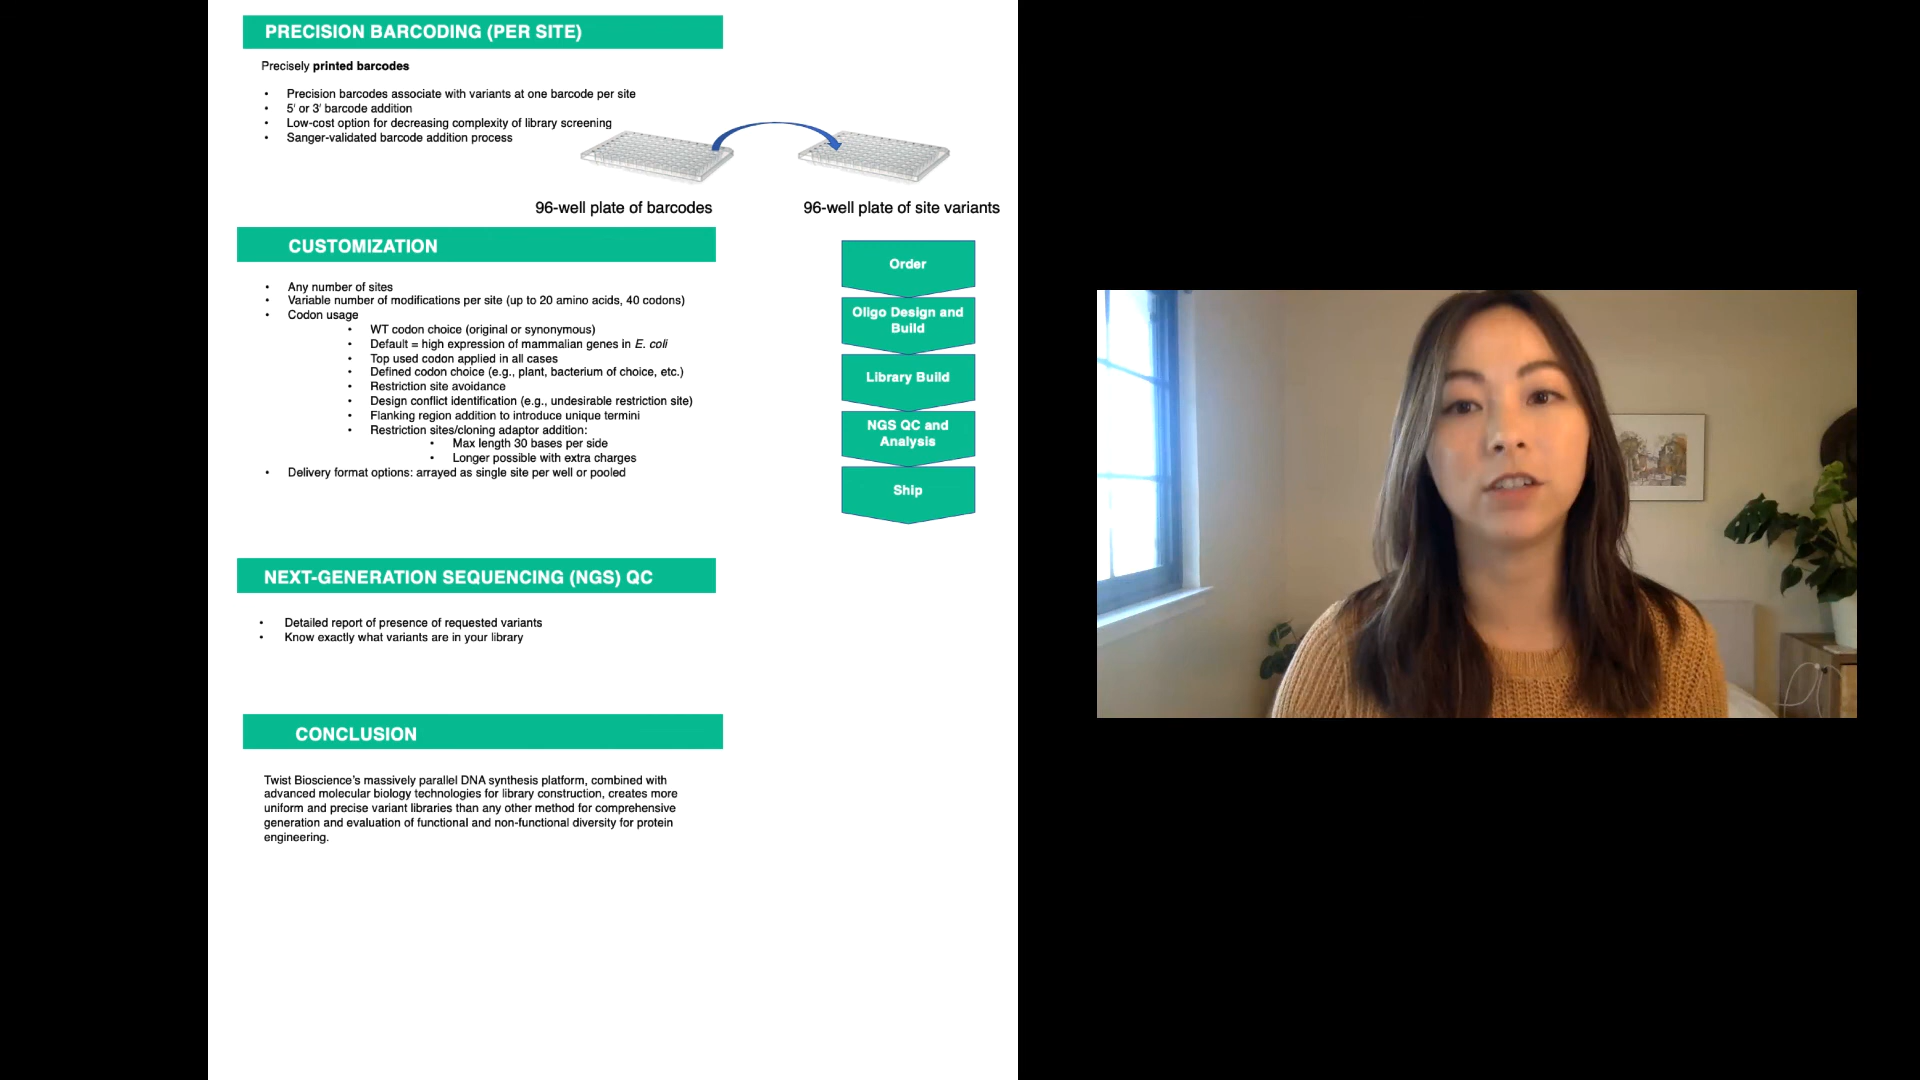 PRECISION BARCODING (PER SITE)
Precisely printed barcodes
• Precision barcodes associate with variants at one barcode per site
• 5' or 3' barcode addition
• Low-cost option for decreasing complexity of library screening
• Sanger-validated barcode addition process
96-well plate of barcodes
96-well plate of site variants
CUSTOMIZATION
• Any number of sites
• Variable number of modifications per site (up to 20 amino acids, 40 codons)
• Codon usage
• WT codon choice (original or synonymous)
• Default = high expression of mammalian genes in E. coli
• Top used codon applied in all cases
• Defined codon choice (e.g., plant, bacterium of choice, etc.)
• Restriction site avoidance
• Design conflict identification (e.g., undesirable restriction site)
• Flanking region addition to introduce unique termini
• Restriction sites/cloning adaptor addition:
• Max length 30 bases per side
• Longer possible with extra charges
• Delivery format options: arrayed as single site per well or pooled
Order
Oligo Design and
Build
Library Build
NGS QC and
Analysis
Ship
NEXT-GENERATION SEQUENCING (NGS) QC
• Detailed report of presence of requested variants
• Know exactly what variants are in your library
CONCLUSION
Twist Bioscience's massively parallel DNA synthesis platform, combined with
advanced molecular biology technologies for library construction, creates more
uniform and precise variant libraries than any other method for comprehensive
generation and evaluation of functional and non-functional diversity for protein
engineering.